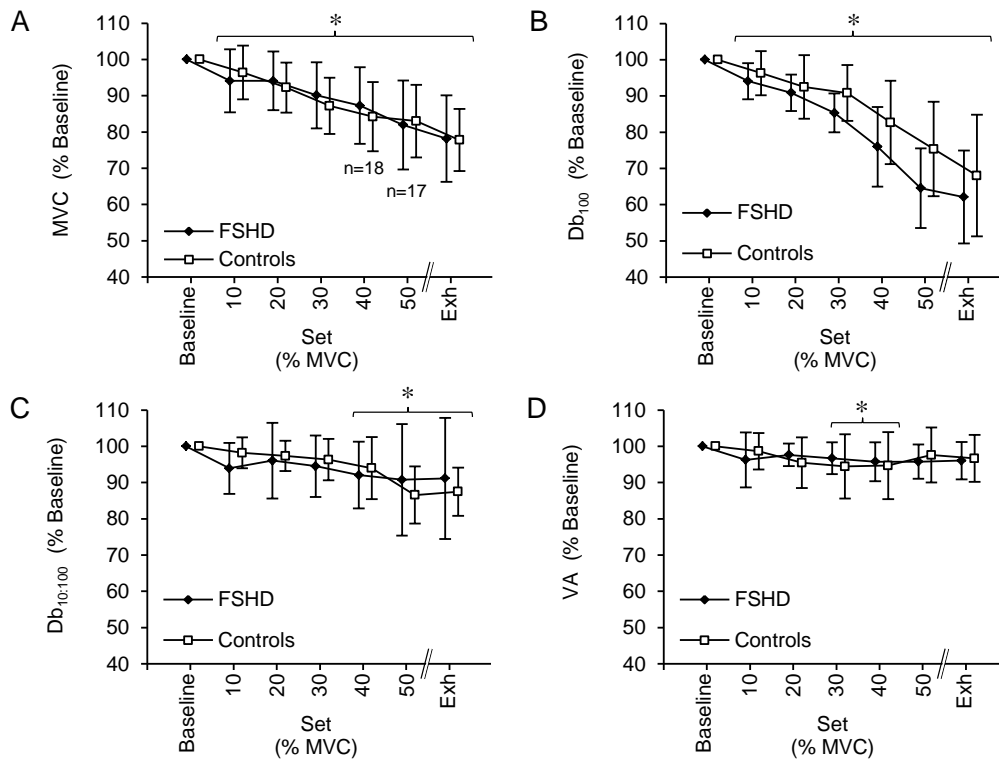 A
*
MVC (% Baseline)
110
100
90
80
70
60
50
40
n=18
n=17
FSHD
Controls
Baseline
10
20
30
40
50
Exh
Set
(% MVC)
B
*
Db100 (% Baaseline)
110
100
90
80
70
60
50
40
FSHD
Controls
Baseline
10
20
30
40
50
Exh
Set
(% MVC)
C
*
Db10:100 (% Baseline)
110
100
90
80
70
60
50
40
FSHD
Controls
Baseline
10
20
30
40
50
Exh
Set
(% MVC)
D
*
VA (% Baseline)
110
100
90
80
70
60
50
40
FSHD
Controls
Baseline
10
20
30
40
50
Exh
Set
(% MVC)